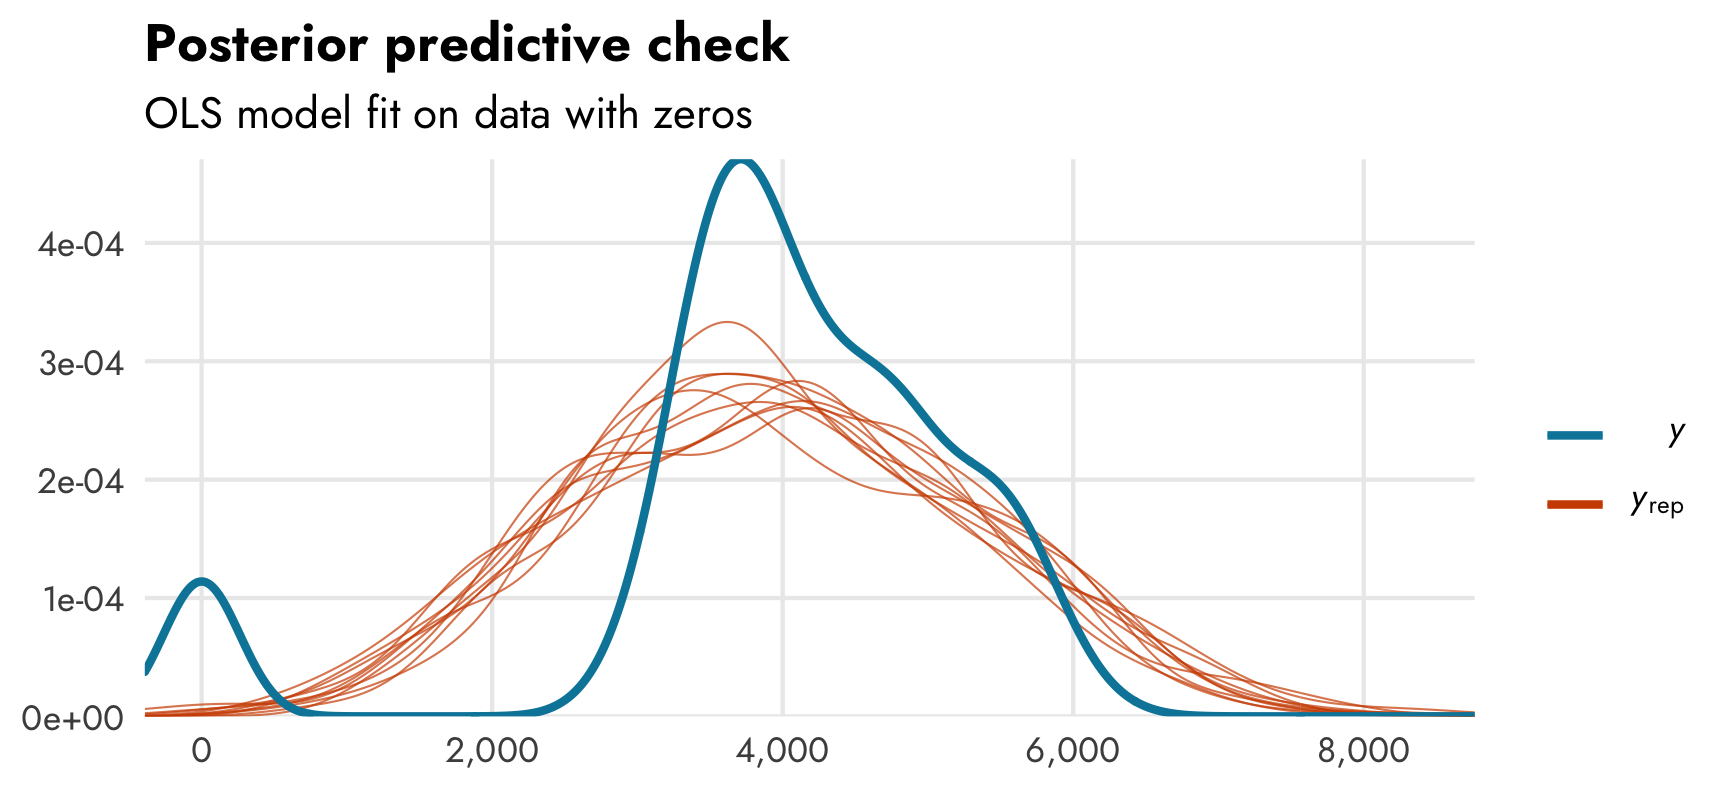 Posterior predictive check
OLS model fit on data with zeros
4e-04
3e-04
2e-04
1e-04
0e+00
0
2,000
4,000
6,000
8,000
y
yrep